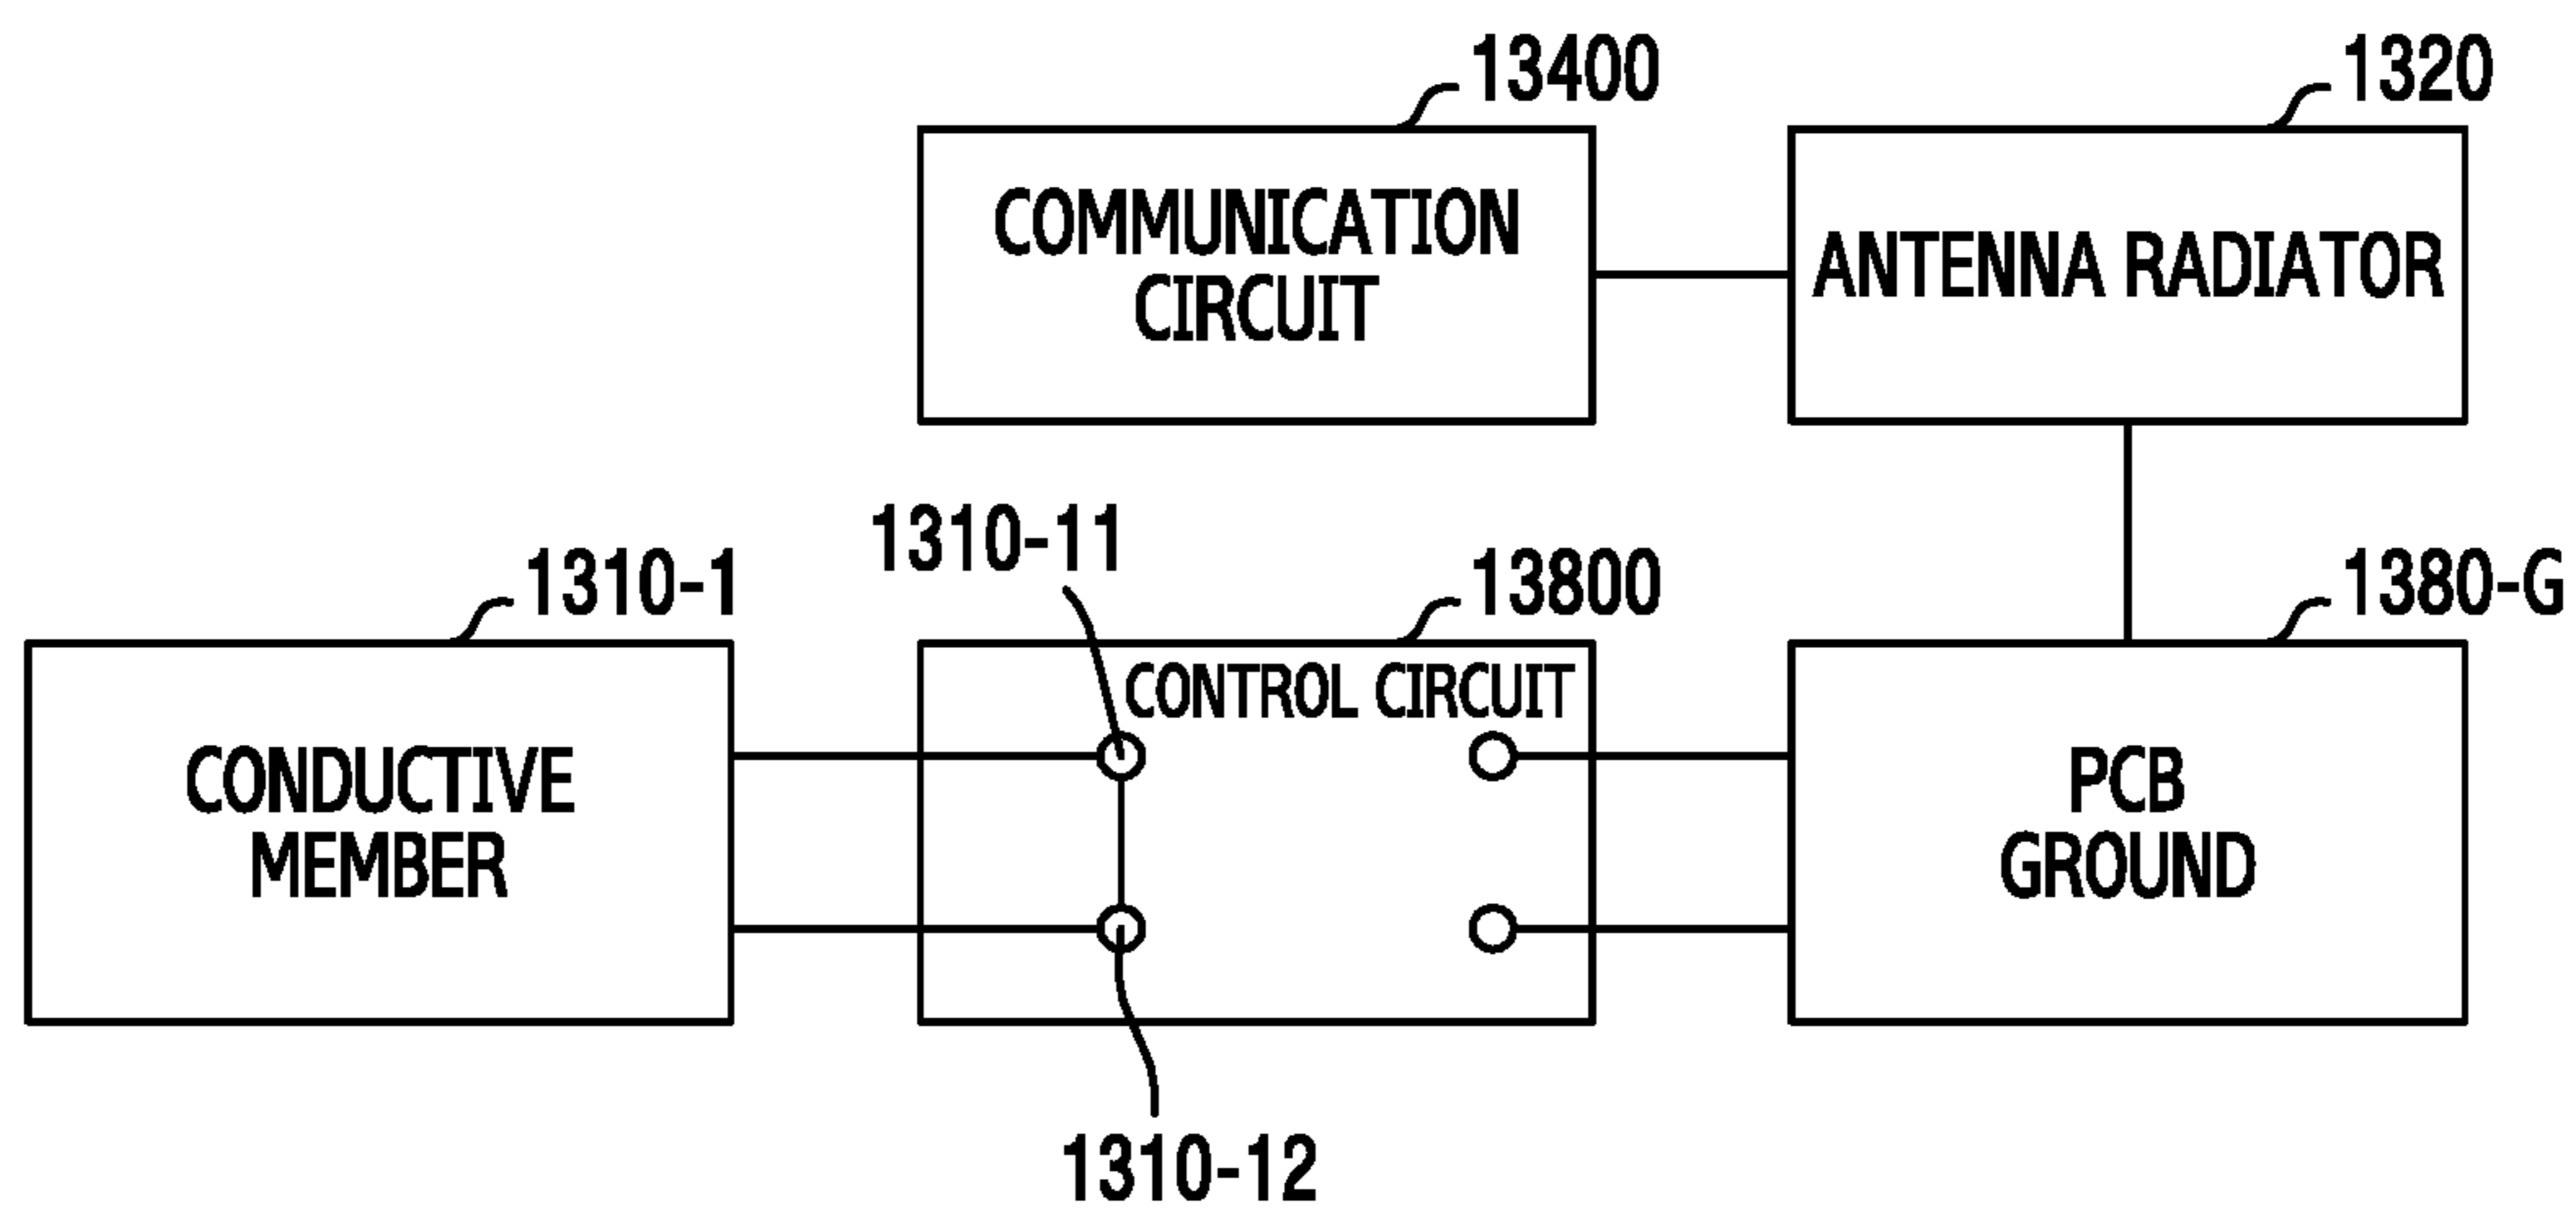 13400
1320
COMMUNICATION
CIRCUIT
ANTENNA RADIATOR
1310-11
1310-1
13800
1380-G
CONTROL CIRCUIT
CONDUCTIVE
MEMBER
PCB
GROUND
1310-12